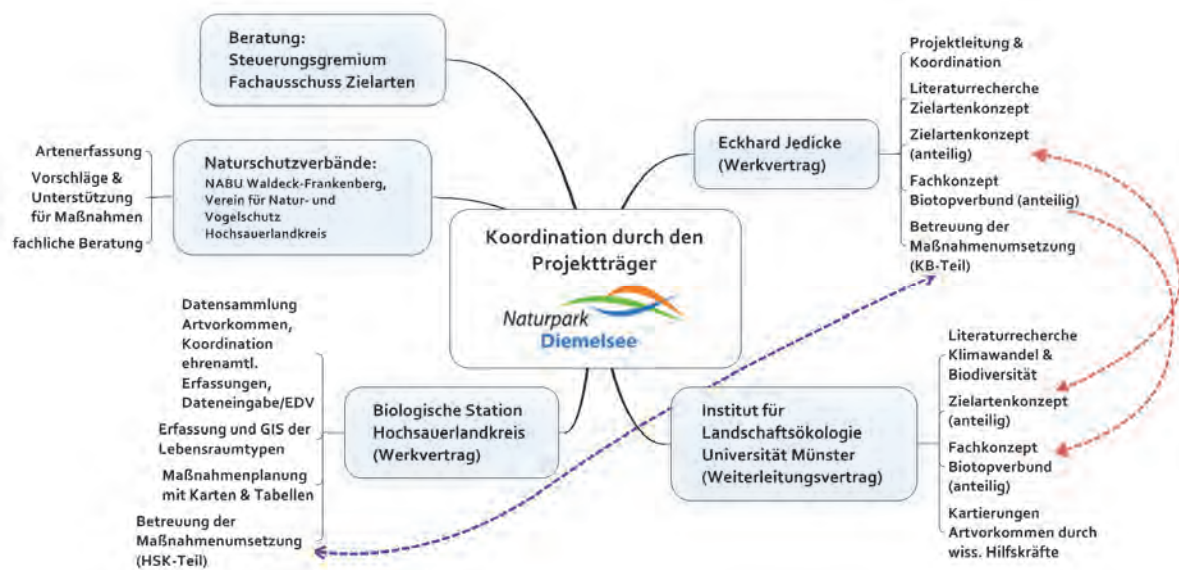 Beratung:
Steuerungsgremium
Fachausschuss Zielarten
Artenerfassung
Vorschläge &
Unterstützung
für Maßnahmen
fachliche Beratung
Naturschutzverbände:
NABU Waldeck-Frankenberg,
Verein für Natur- und
Vogelschutz
Hochsauerlandkreis
Koordination durch den
Projektträger
Naturpark
Diemelsee
Eckhard Jedicke
(Werkvertrag)
Projektleitung &
Koordination
Literaturrecherche
Zielartenkonzept
Zielartenkonzept
(anteilig)
Fachkonzept
Biotopverbund (anteilig)
Betreuung der
Maßnahmenumsetzung
(KB-Teil)
Datensammlung
Artvorkommen,
Koordination
ehrenamtl.
Erfassungen,
Dateneingabe/EDV
Erfassung und GIS der
Lebensraumtypen
Maßnahmenplanung
mit Karten & Tabellen
Betreuung der
Maßnahmenumsetzung
(HSK-Teil)
Biologische Station
Hochsauerlandkreis
(Werkvertrag)
Institut für
Landschaftsökologie
Universität Münster
(Weiterleitungsvertrag)
Literaturrecherche
Klimawandel &
Biodiversität
Zielartenkonzept
(anteilig)
Fachkonzept
Biotopverbund
(anteilig)
Kartierungen
Artvorkommen durch
wiss. Hilfskräfte